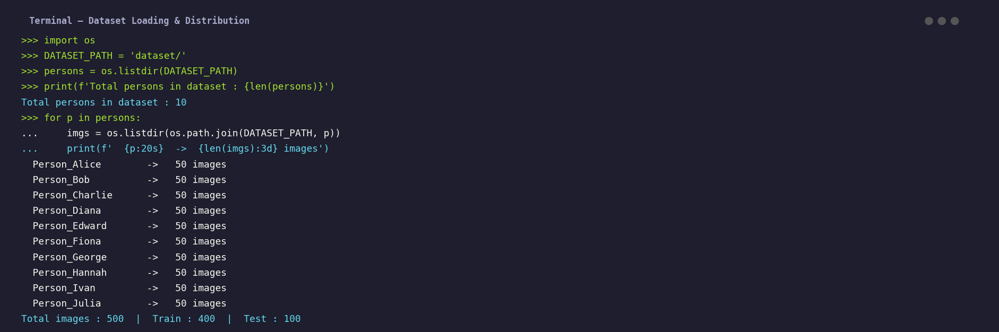 Terminal — Dataset Loading & Distribution
>>> import os
>>> DATASET_PATH = 'dataset/'
>>> persons = os.listdir(DATASET_PATH)
>>> print(f'Total persons in dataset : {len(persons)}')
Total persons in dataset : 10
>>> for p in persons:
...     imgs = os.listdir(os.path.join(DATASET_PATH, p))
...     print(f'  {p:20s}  ->  {len(imgs):3d} images')
  Person_Alice        ->   50 images
  Person_Bob          ->   50 images
  Person_Charlie      ->   50 images
  Person_Diana        ->   50 images
  Person_Edward       ->   50 images
  Person_Fiona        ->   50 images
  Person_George       ->   50 images
  Person_Hannah       ->   50 images
  Person_Ivan         ->   50 images
  Person_Julia        ->   50 images
Total images : 500  |  Train : 400  |  Test : 100